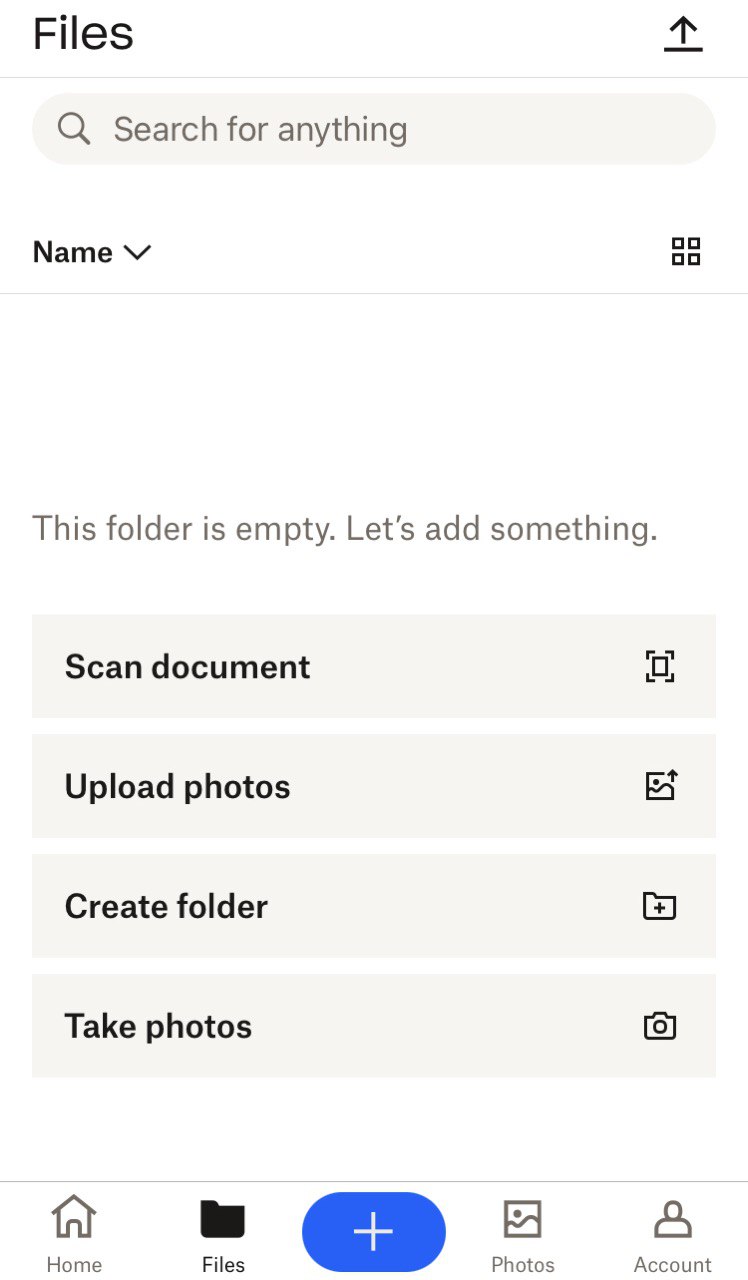 Files
Search for anything
Name
This folder is empty. Let’s add something.
Scan document
Upload photos
Create folder
Take photos
Home
Files
Photos
Account